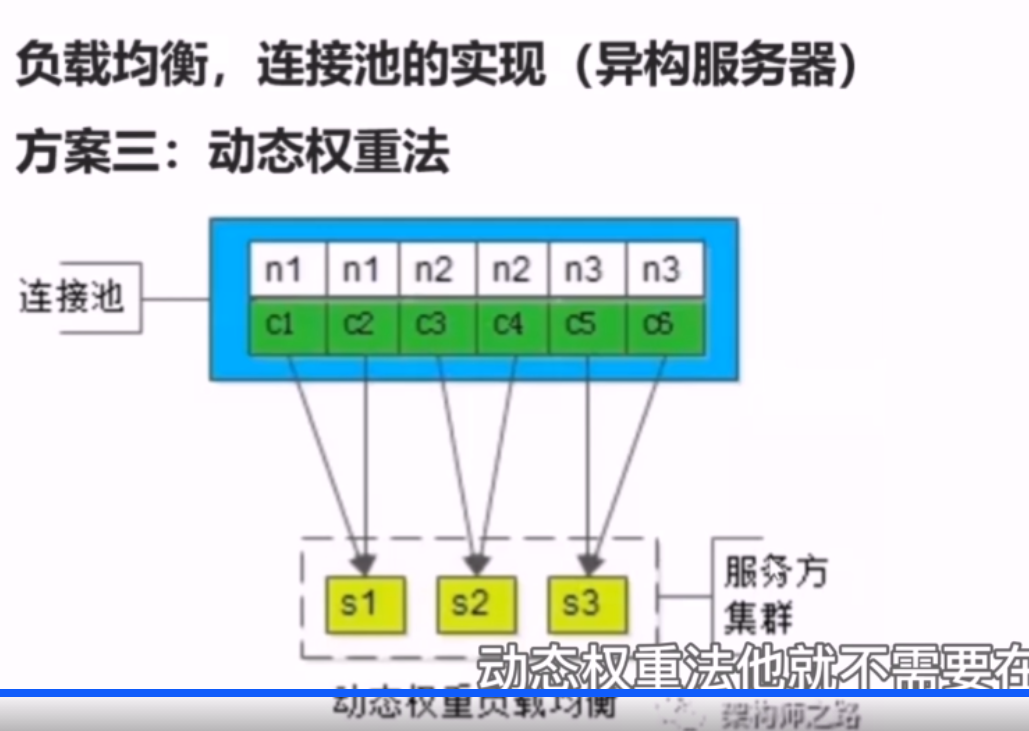 负载均衡，连接池的实现（异构服务器）
方案三：动态权重法
n1 n1 n2 n2 n3 n3
连接池
c1 c2 c3 c4 c5 c6
服务方
集群
s1 s2 s3
动态权重法他就不需要在
动态权重负载均衡
架构师之路